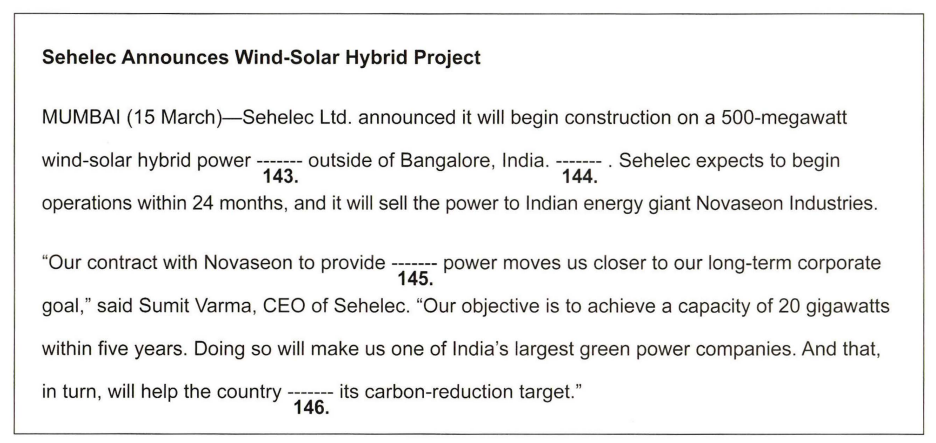 Sehelec Announces Wind-Solar Hybrid Project
MUMBAI (15 March)—Sehelec Ltd. announced it will begin construction on a 500-megawatt
wind-solar hybrid power ------- outside of Bangalore, India. ------- . Sehelec expects to begin
143. 144.
operations within 24 months, and it will sell the power to Indian energy giant Novaseon Industries.
“Our contract with Novaseon to provide ------- power moves us closer to our long-term corporate
145.
goal,” said Sumit Varma, CEO of Sehelec. “Our objective is to achieve a capacity of 20 gigawatts
within five years. Doing so will make us one of India’s largest green power companies. And that,
in turn, will help the country ------- its carbon-reduction target.”
146.